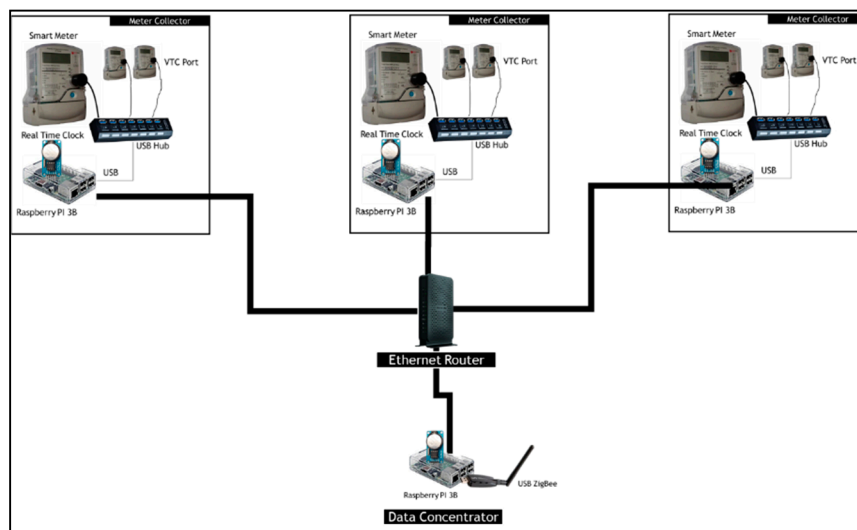 Meter Collector
Smart Meter
VTC Port
Real Time Clock
USB Hub
USB
Raspberry PI 3B
Meter Collector
Smart Meter
VTC Port
Real Time Clock
USB Hub
USB
Raspberry PI 3B
Meter Collector
Smart Meter
VTC Port
Real Time Clock
USB Hub
USB
Raspberry PI 3B
Ethernet Router
Raspberry PI 3B
USB ZigBee
Data Concentrator